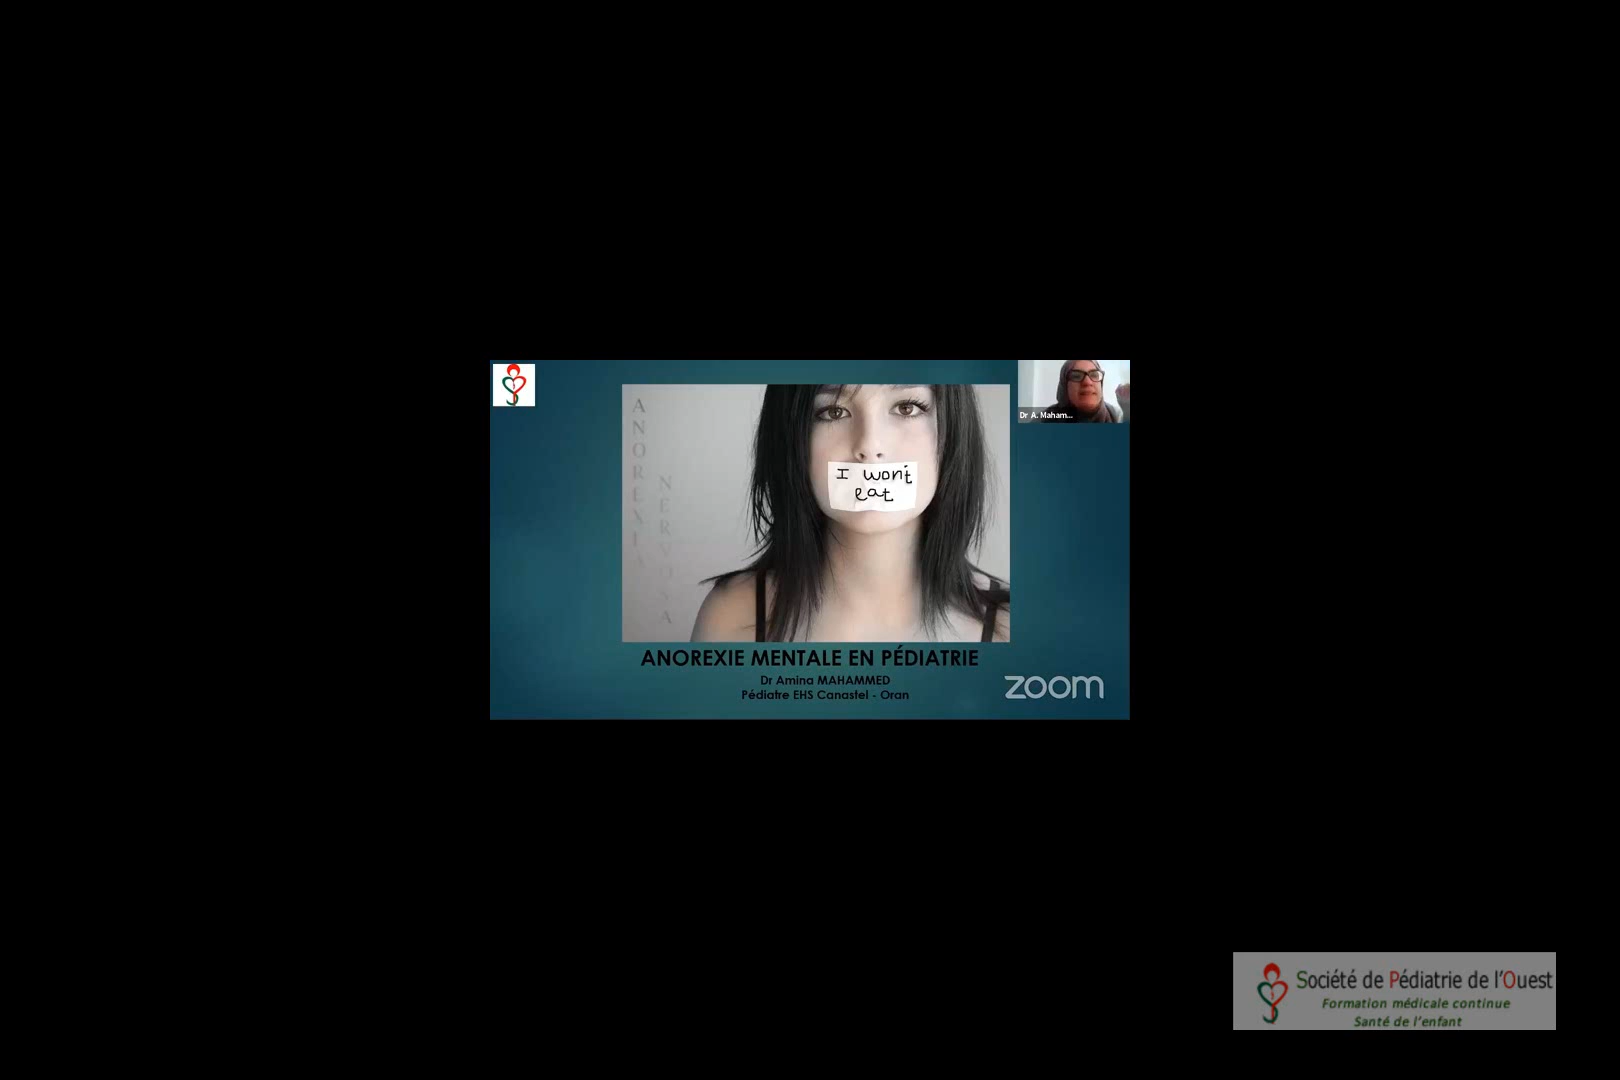 ANOREXIA
NERVOSA
I won't
eat
Dr A. Maham...
ANOREXIE MENTALE EN PÉDIATRIE
Dr Amina MAHAMMED
Pédiatre EHS Canastel - Oran
zoom
Société de Pédiatrie de l'Ouest
Formation médicale continue
Santé de l'enfant